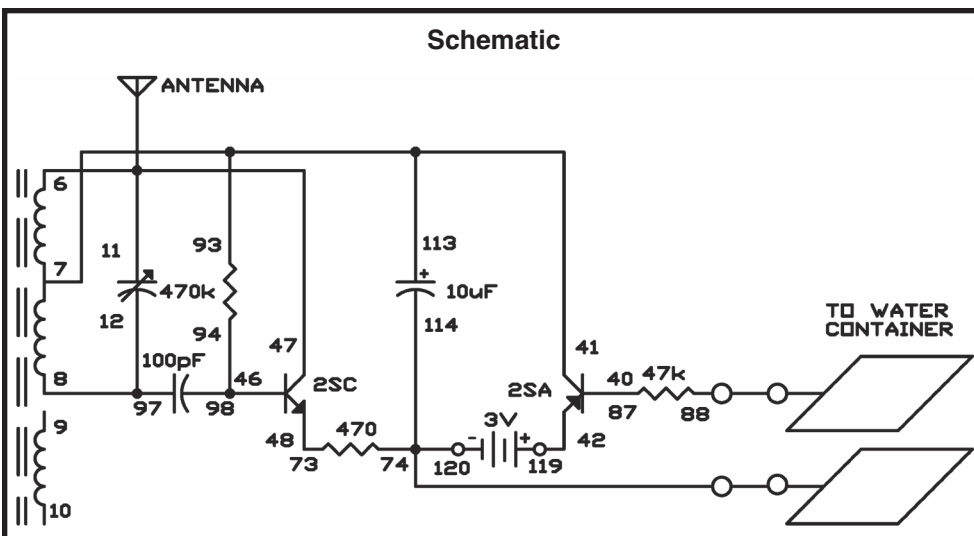 Schematic
ANTENNA
6
11
93
113
7
470k
10uF
12
94
114
TO WATER
CONTAINER
100pF
47
41
8
46
2SC
2SA
40
47k
97
98
87
88
9
48
470
3V
42
-
+
+
73
74
120
119
10